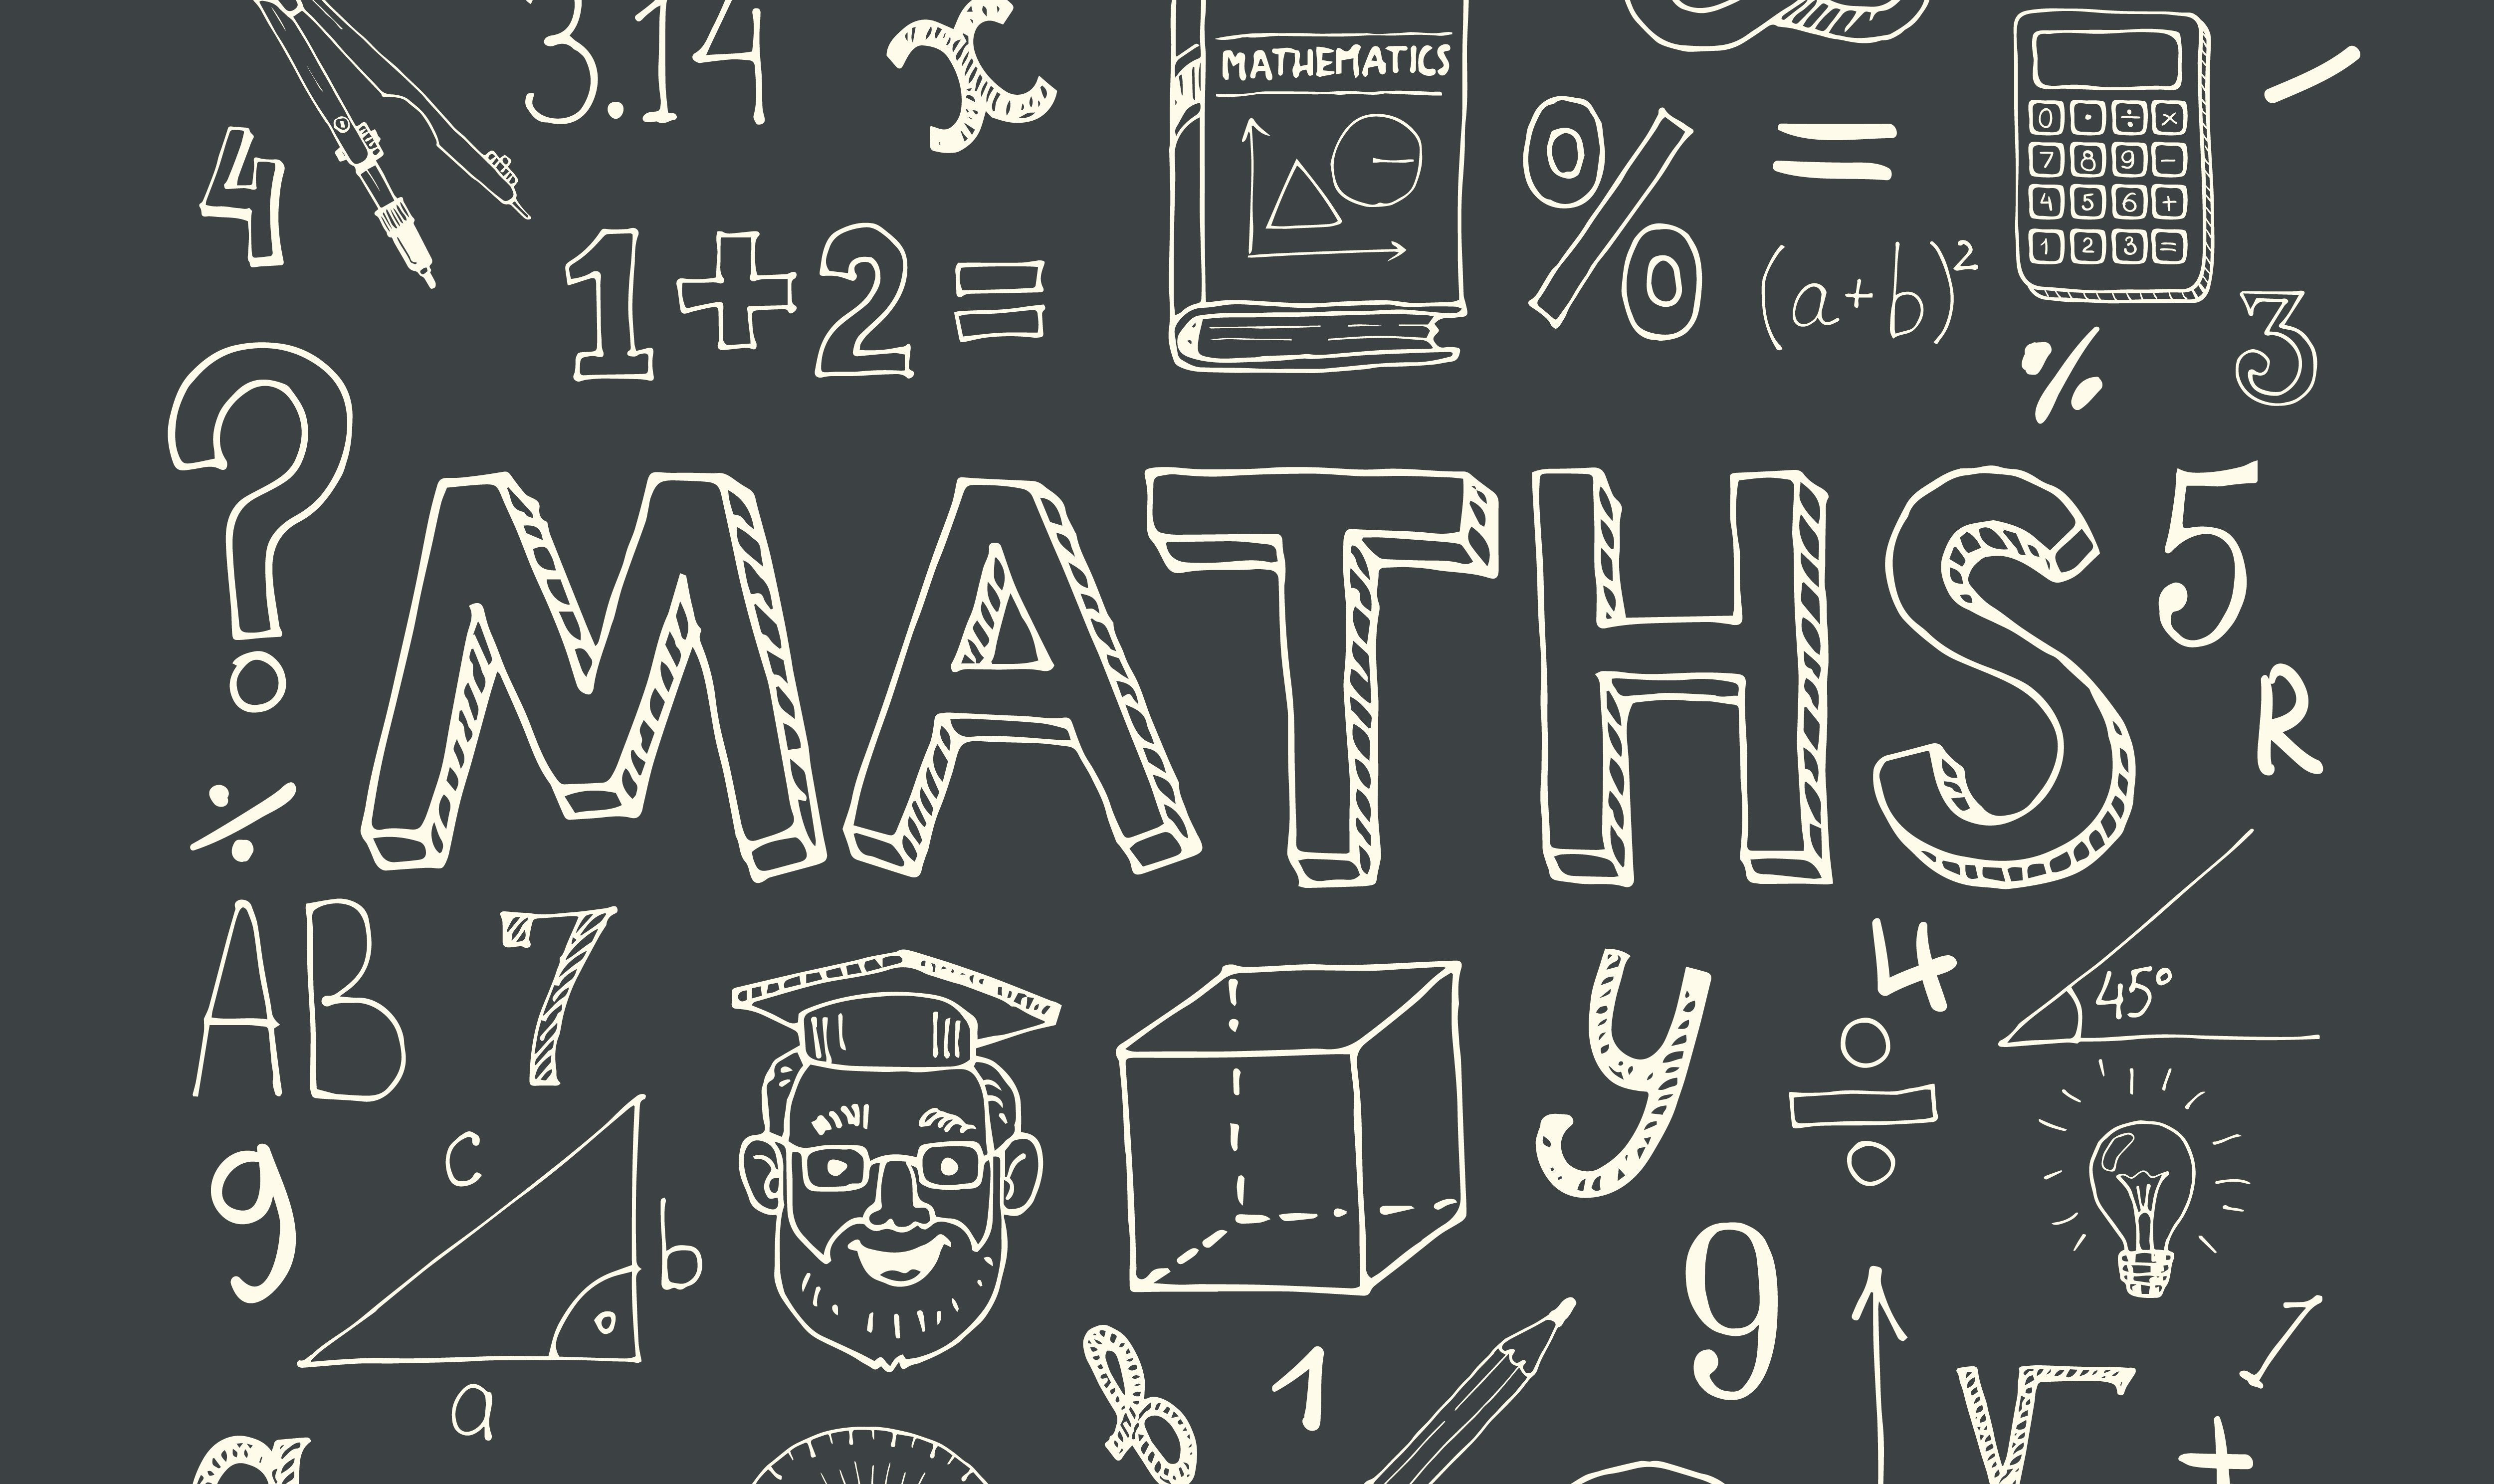 3.14
x
MATHEMATICS
%
=
−
0 • ÷ ×
7 8 9 −
4 5 6 +
1 2 3 =
4
1+2=
(a+b)²
%
3
?
MATHS
5
R
÷
AB
7
y
4
÷
45°
9
c
b
a
9
b
1
√
7
+